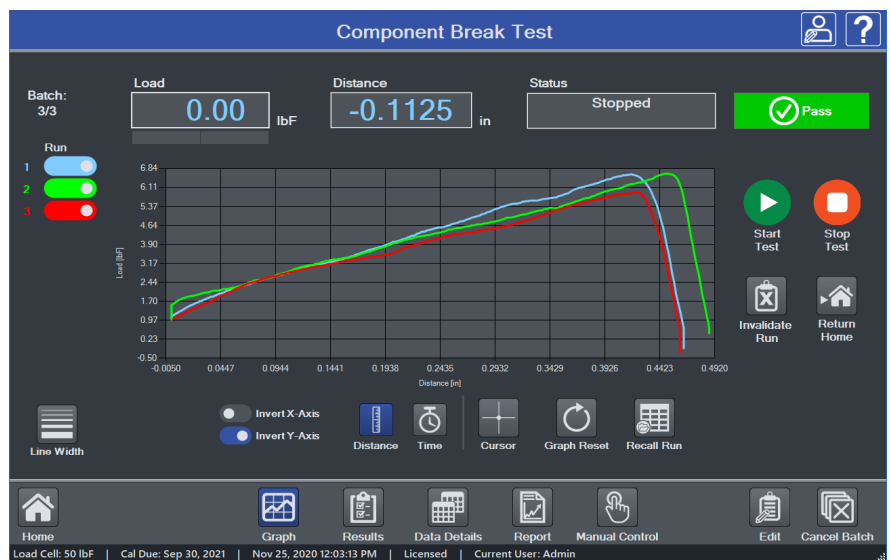 Component Break Test
?
Batch:
3/3
Load
0.00 lbF
Distance
-0.1125 in
Status
Stopped
Pass
Run
1
2
3
6.84
6.11
5.37
4.64
3.90
3.17
2.44
1.70
0.97
0.23
-0.50
Load [lbF]
-0.0050 0.0447 0.0944 0.1441 0.1938 0.2435 0.2932 0.3429 0.3926 0.4423 0.4920
Distance [in]
Start
Test
Stop
Test
Invalidate
Run
Return
Home
Line Width
Invert X-Axis
Invert Y-Axis
Distance
Time
Cursor
Graph Reset
Recall Run
Home
Graph
Results
Data Details
Report
Manual Control
Edit
Cancel Batch
Load Cell: 50 lbF | Cal Due: Sep 30, 2021 | Nov 25, 2020 12:03:13 PM | Licensed | Current User: Admin